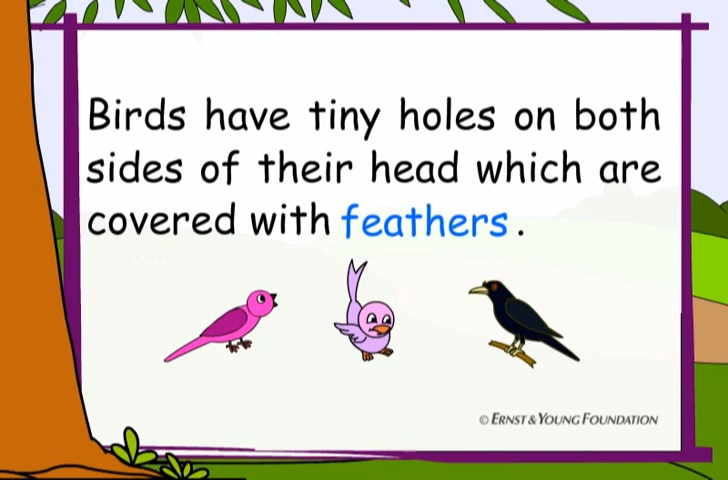 Birds have tiny holes on both
sides of their head which are
covered with feathers.
© ERNST & YOUNG FOUNDATION